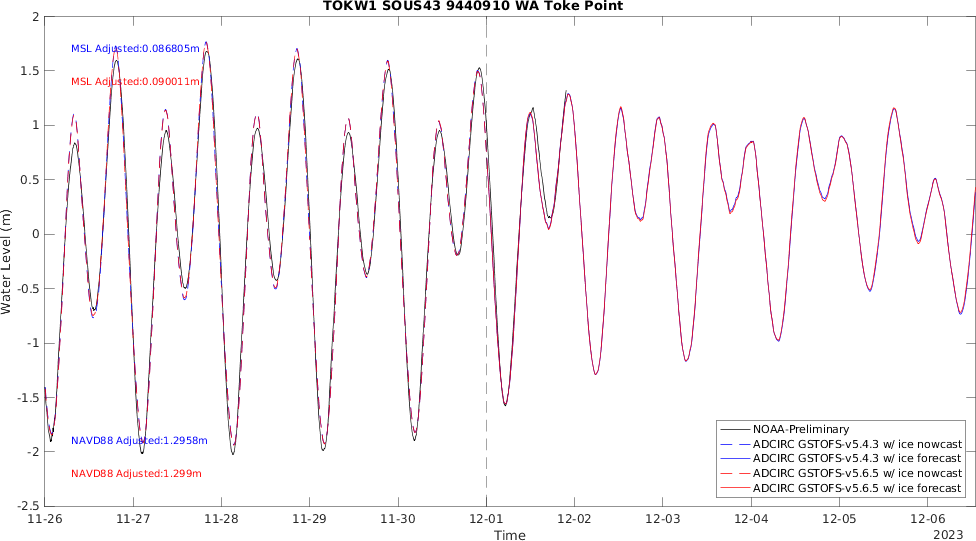 TOKW1 SOUS43 9440910 WA Toke Point
2
1.5
1
0.5
0
-0.5
-1
-1.5
-2
-2.5
Water Level (m)
MSL Adjusted:0.086805m
MSL Adjusted:0.090011m
NAVD88 Adjusted:1.2958m
NAVD88 Adjusted:1.299m
NOAA-Preliminary
ADCIRC GSTOFS-v5.4.3 w/ ice nowcast
ADCIRC GSTOFS-v5.4.3 w/ ice forecast
ADCIRC GSTOFS-v5.6.5 w/ ice nowcast
ADCIRC GSTOFS-v5.6.5 w/ ice forecast
11-26 11-27 11-28 11-29 11-30 12-01 12-02 12-03 12-04 12-05 12-06
Time
2023